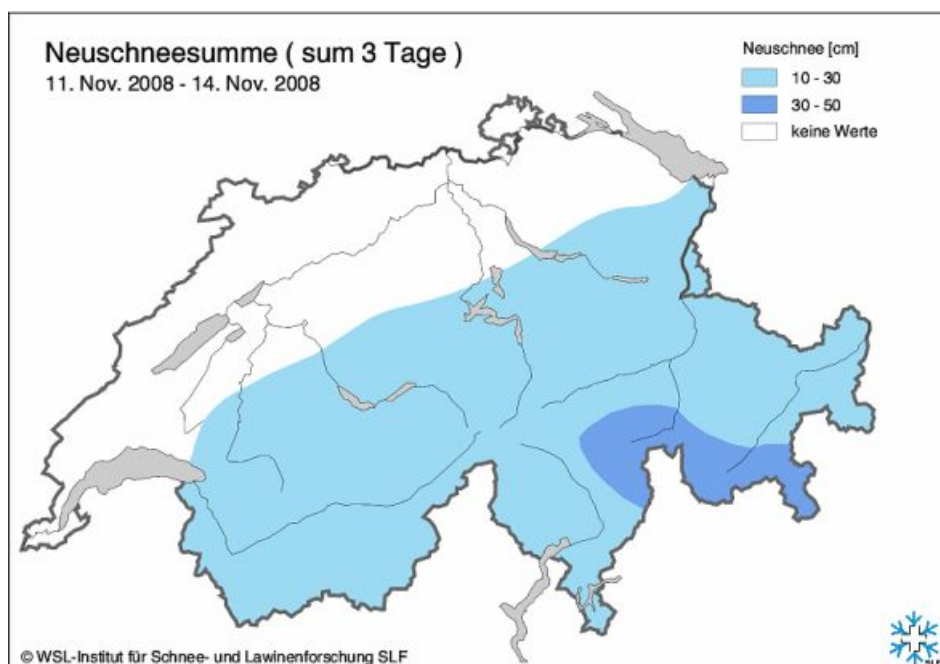 Neuschneesumme ( sum 3 Tage )
11. Nov. 2008 - 14. Nov. 2008
Neuschnee [cm]
10 - 30
30 - 50
keine Werte
© WSL-Institut für Schnee- und Lawinenforschung SLF